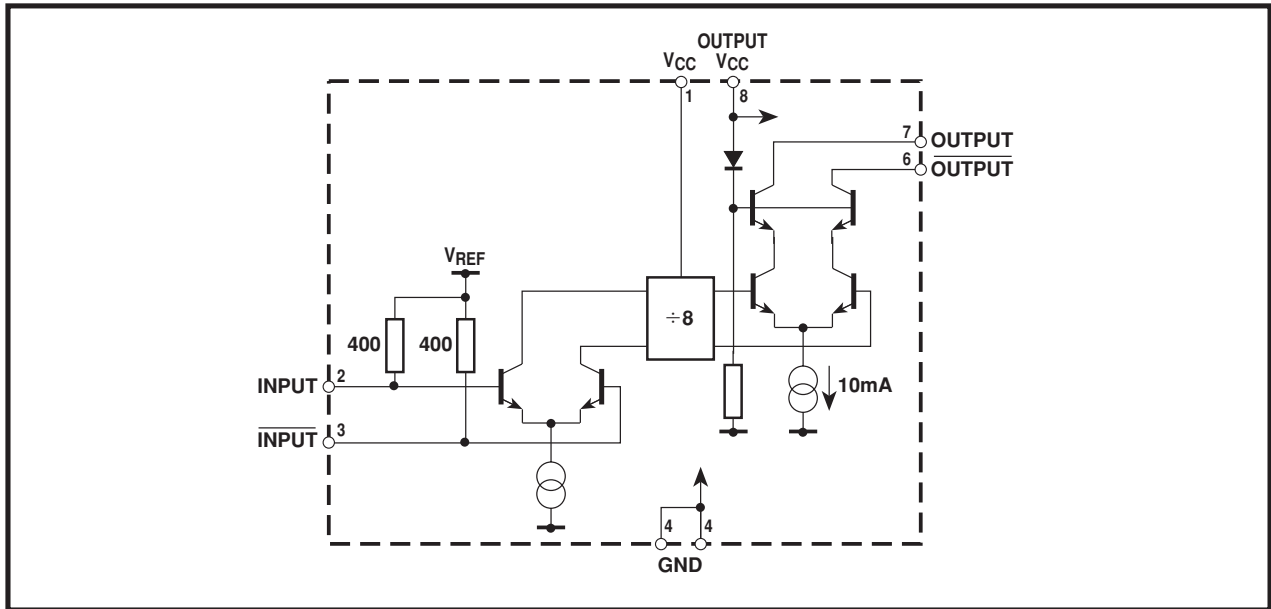 OUTPUT
VCC
VCC
1
8
7
OUTPUT
6
OUTPUT
VREF
400
400
÷8
INPUT
2
10mA
INPUT
3
4
4
GND